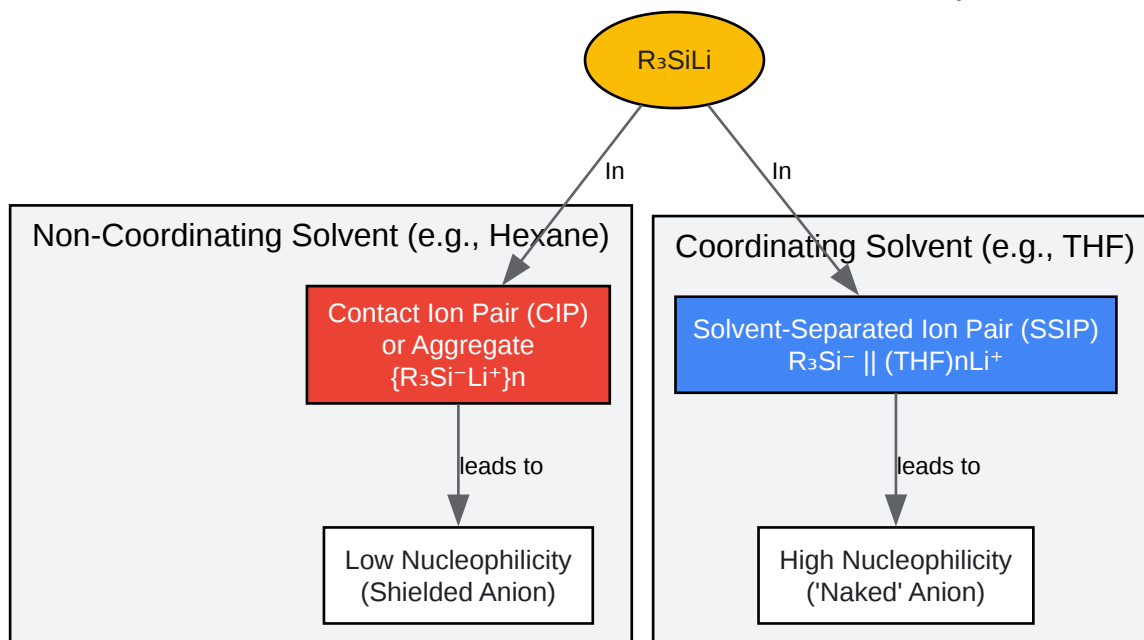 R₃SiLi
In
In
Non-Coordinating Solvent (e.g., Hexane)
Contact Ion Pair (CIP)
or Aggregate
{R₃Si⁻Li⁺}n
leads to
Low Nucleophilicity
(Shielded Anion)
Coordinating Solvent (e.g., THF)
Solvent-Separated Ion Pair (SSIP)
R₃Si⁻ || (THF)nLi⁺
leads to
High Nucleophilicity
('Naked' Anion)